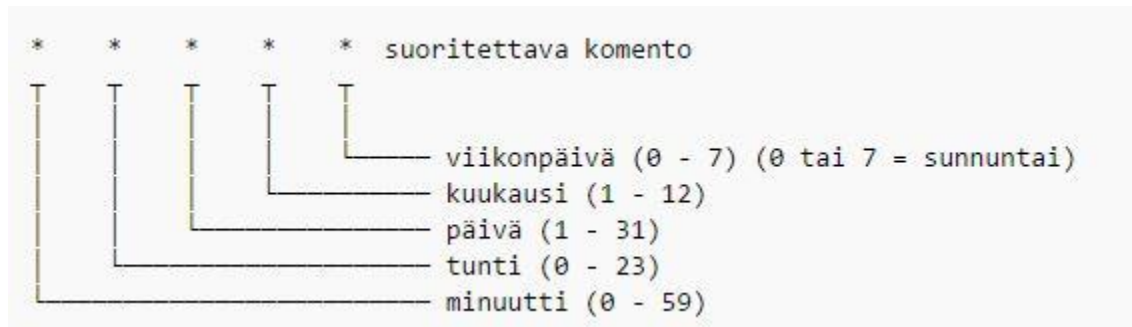 * * * * * suoritettava komento
viikonpäivä (0 - 7) (0 tai 7 = sunnuntai)
kuukausi (1 - 12)
päivä (1 - 31)
tunti (0 - 23)
minuutti (0 - 59)